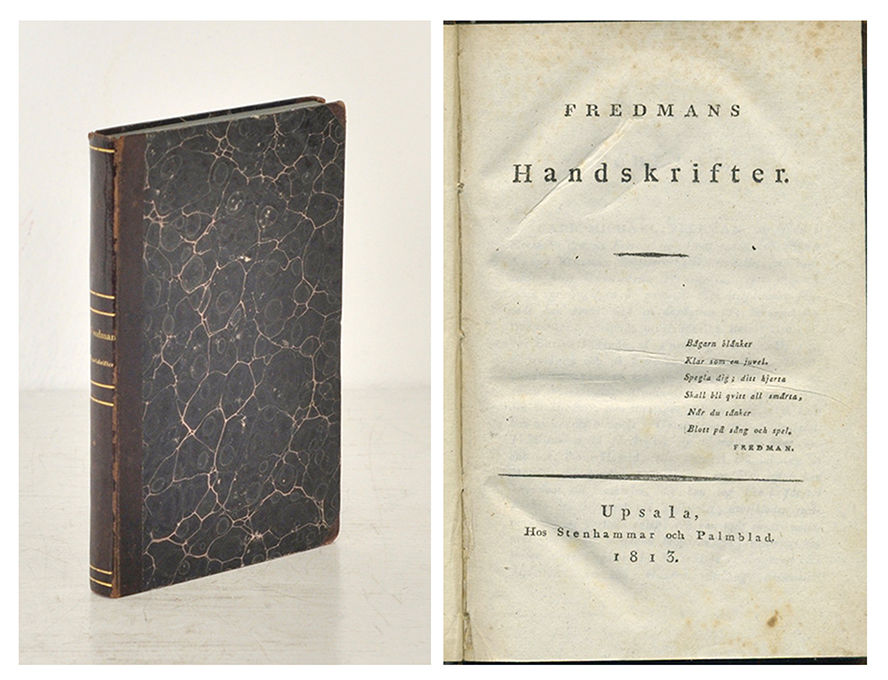 FREDMANS
Handskrifter.
Bägarn blänker
Klar som en juvel.
Spegla dig; ditt hjerta
Skall bli qvitt all smärta,
När du tänker
Blott på sång och spel.
FREDMAN.
Upsala,
Hos Stenhammar och Palmblad.
1813.